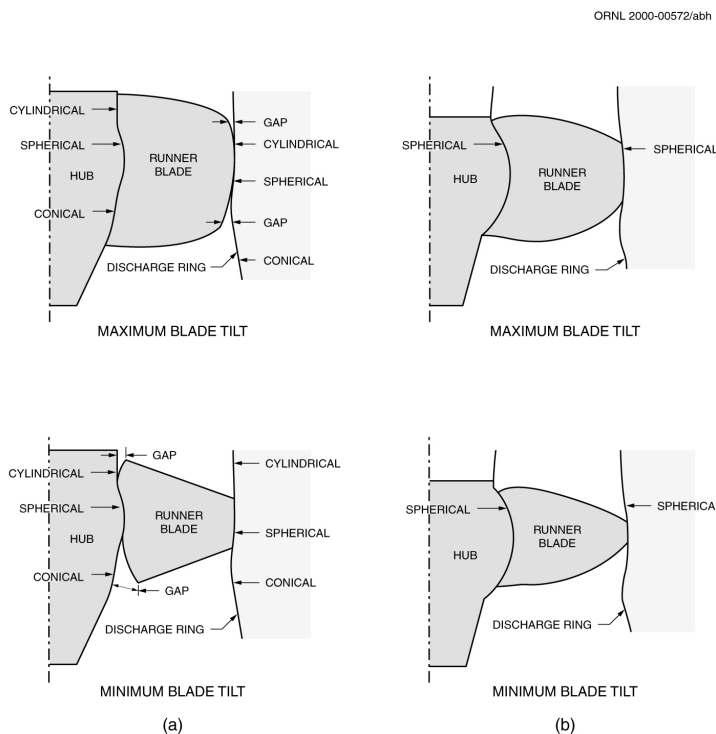 ORNL 2000-00572/abh
CYLINDRICAL
SPHERICAL
HUB
CONICAL
RUNNER
BLADE
GAP
CYLINDRICAL
SPHERICAL
GAP
CONICAL
DISCHARGE RING
MAXIMUM BLADE TILT
SPHERICAL
HUB
RUNNER
BLADE
SPHERICAL
DISCHARGE RING
MAXIMUM BLADE TILT
GAP
CYLINDRICAL
SPHERICAL
HUB
CONICAL
RUNNER
BLADE
GAP
CYLINDRICAL
SPHERICAL
CONICAL
DISCHARGE RING
MINIMUM BLADE TILT
(a)
SPHERICAL
HUB
RUNNER
BLADE
SPHERICA
DISCHARGE RING
MINIMUM BLADE TILT
(b)